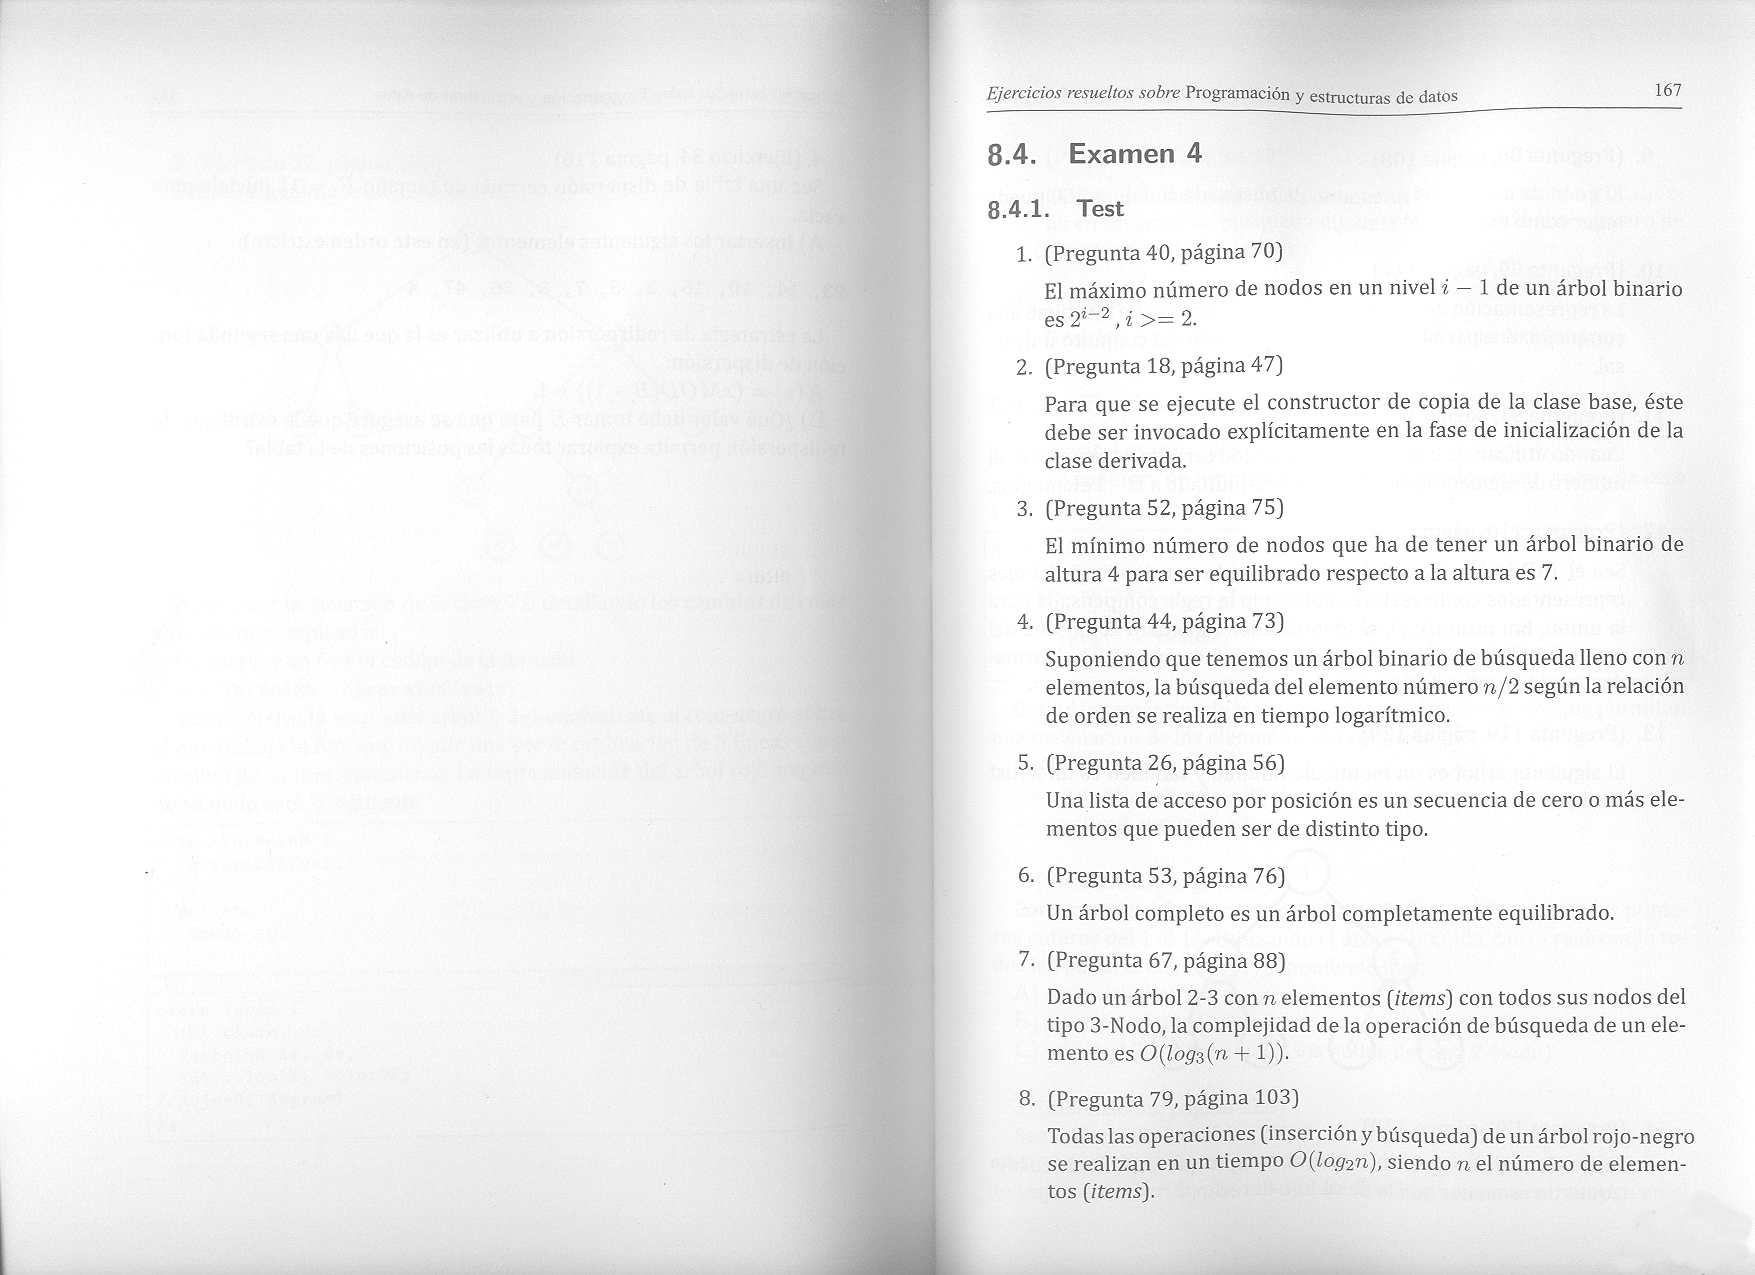 Ejercicios resueltos sobre Programación y estructuras de datos 167
8.4. Examen 4
8.4.1. Test
1. (Pregunta 40, página 70)
El máximo número de nodos en un nivel i − 1 de un árbol binario
es 2^{i−2}, i >= 2.
2. (Pregunta 18, página 47)
Para que se ejecute el constructor de copia de la clase base, éste
debe ser invocado explícitamente en la fase de inicialización de la
clase derivada.
3. (Pregunta 52, página 75)
El mínimo número de nodos que ha de tener un árbol binario de
altura 4 para ser equilibrado respecto a la altura es 7.
4. (Pregunta 44, página 73)
Suponiendo que tenemos un árbol binario de búsqueda lleno con n
elementos, la búsqueda del elemento número n/2 según la relación
de orden se realiza en tiempo logarítmico.
5. (Pregunta 26, página 56)
Una lista de acceso por posición es un secuencia de cero o más ele-
mentos que pueden ser de distinto tipo.
6. (Pregunta 53, página 76)
Un árbol completo es un árbol completamente equilibrado.
7. (Pregunta 67, página 88)
Dado un árbol 2-3 con n elementos (items) con todos sus nodos del
tipo 3-Nodo, la complejidad de la operación de búsqueda de un ele-
mento es O(log₃(n + 1)).
8. (Pregunta 79, página 103)
Todas las operaciones (inserción y búsqueda) de un árbol rojo-negro
se realizan en un tiempo O(log₂n), siendo n el número de elemen-
tos (items).